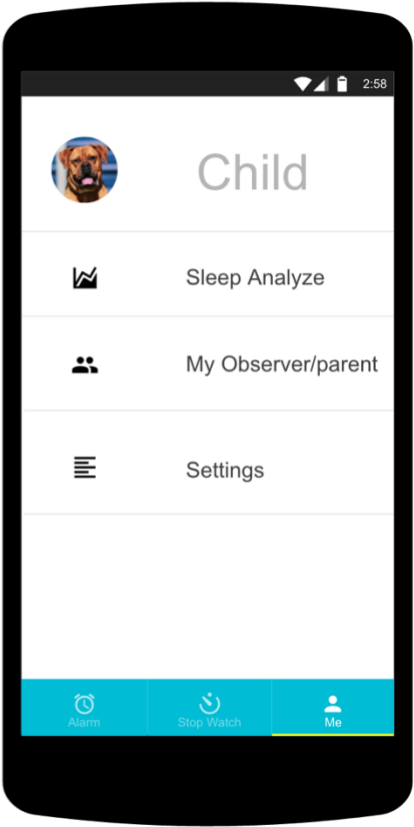 2:58
Child
Sleep Analyze
My Observer/parent
Settings
Alarm
Stop Watch
Me